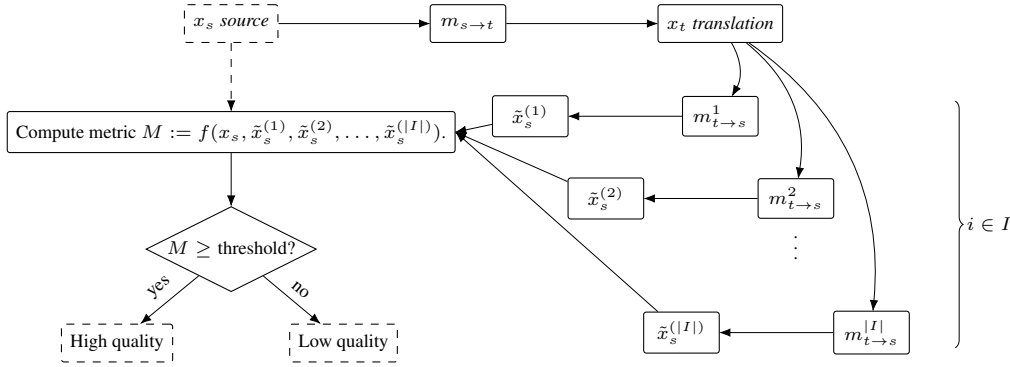 x_s source
m_{s→t}
x_t translation
x̃_s^{(1)}
m^1_{t→s}
Compute metric M := f(x_s, x̃_s^{(1)}, x̃_s^{(2)}, . . . , x̃_s^{(|I|)}).
x̃_s^{(2)}
m^2_{t→s}
i ∈ I
M ≥ threshold?
⋮
yes
no
x̃_s^{(|I|)}
m^{|I|}_{t→s}
High quality
Low quality